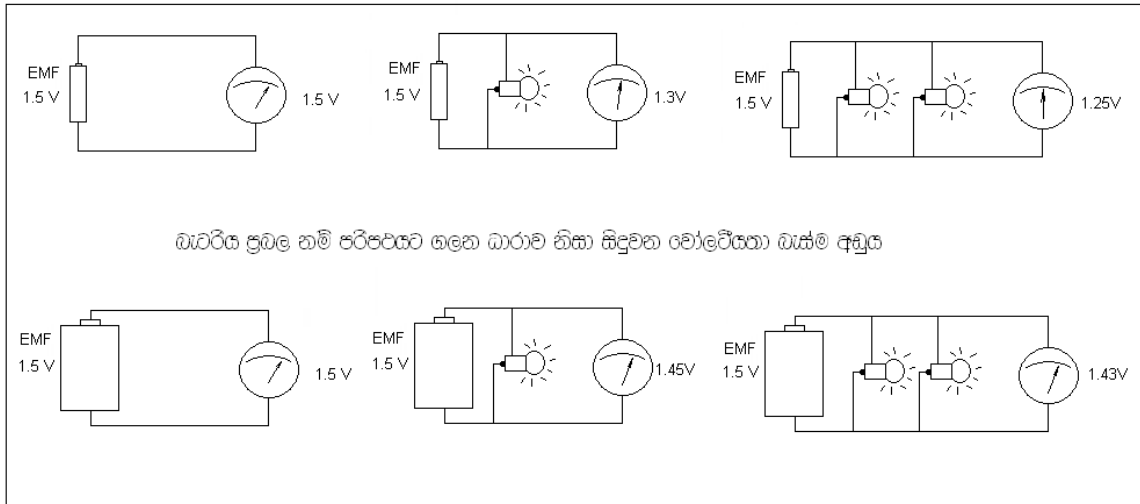 EMF
1.5 V
1.5 V
EMF
1.5 V
1.3V
EMF
1.5 V
1.25V
බැටරිය ප්‍රබල නම් පරිපථයට ගලන ධාරාව නිසා සිදුවන වෝල්ටීයතා බැස්ම අඩුය
EMF
1.5 V
1.5 V
EMF
1.5 V
1.45V
EMF
1.5 V
1.43V